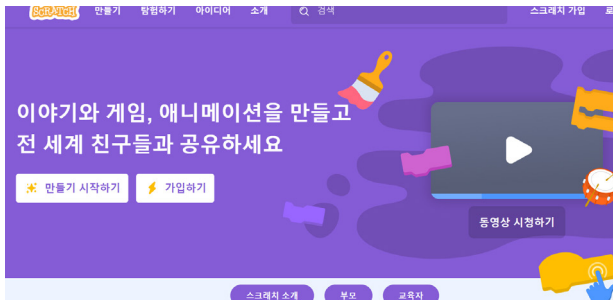 SCRATCH 만들기 탐험하기 아이디어 소개 검색 스크래치 가입
이야기와 게임, 애니메이션을 만들고
전 세계 친구들과 공유하세요
만들기 시작하기 가입하기
동영상 시청하기
스크래치 소개 부모 교육자